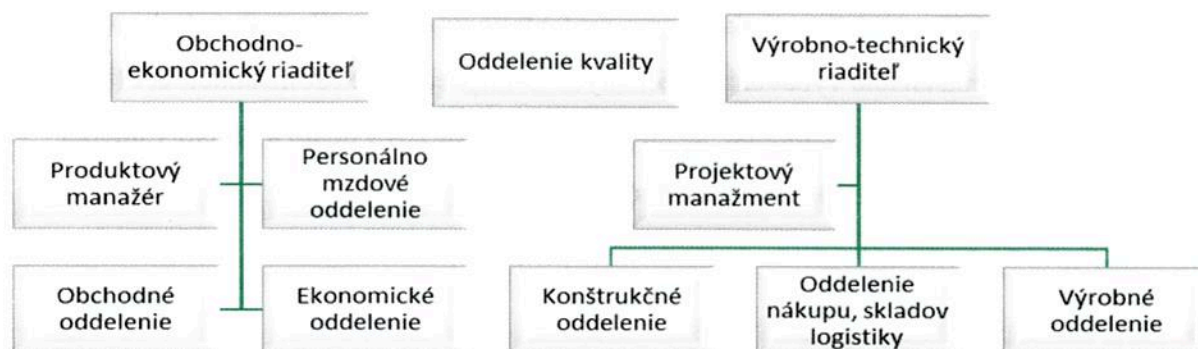 Obchodno-
ekonomický riaditeľ
Oddelenie kvality
Výrobno-technický
riaditeľ
Produktový
manažér
Personálno
mzdové
oddelenie
Projektový
manažment
Obchodné
oddelenie
Ekonomické
oddelenie
Konštrukčné
oddelenie
Oddelenie
nákupu, skladov
logistiky
Výrobné
oddelenie